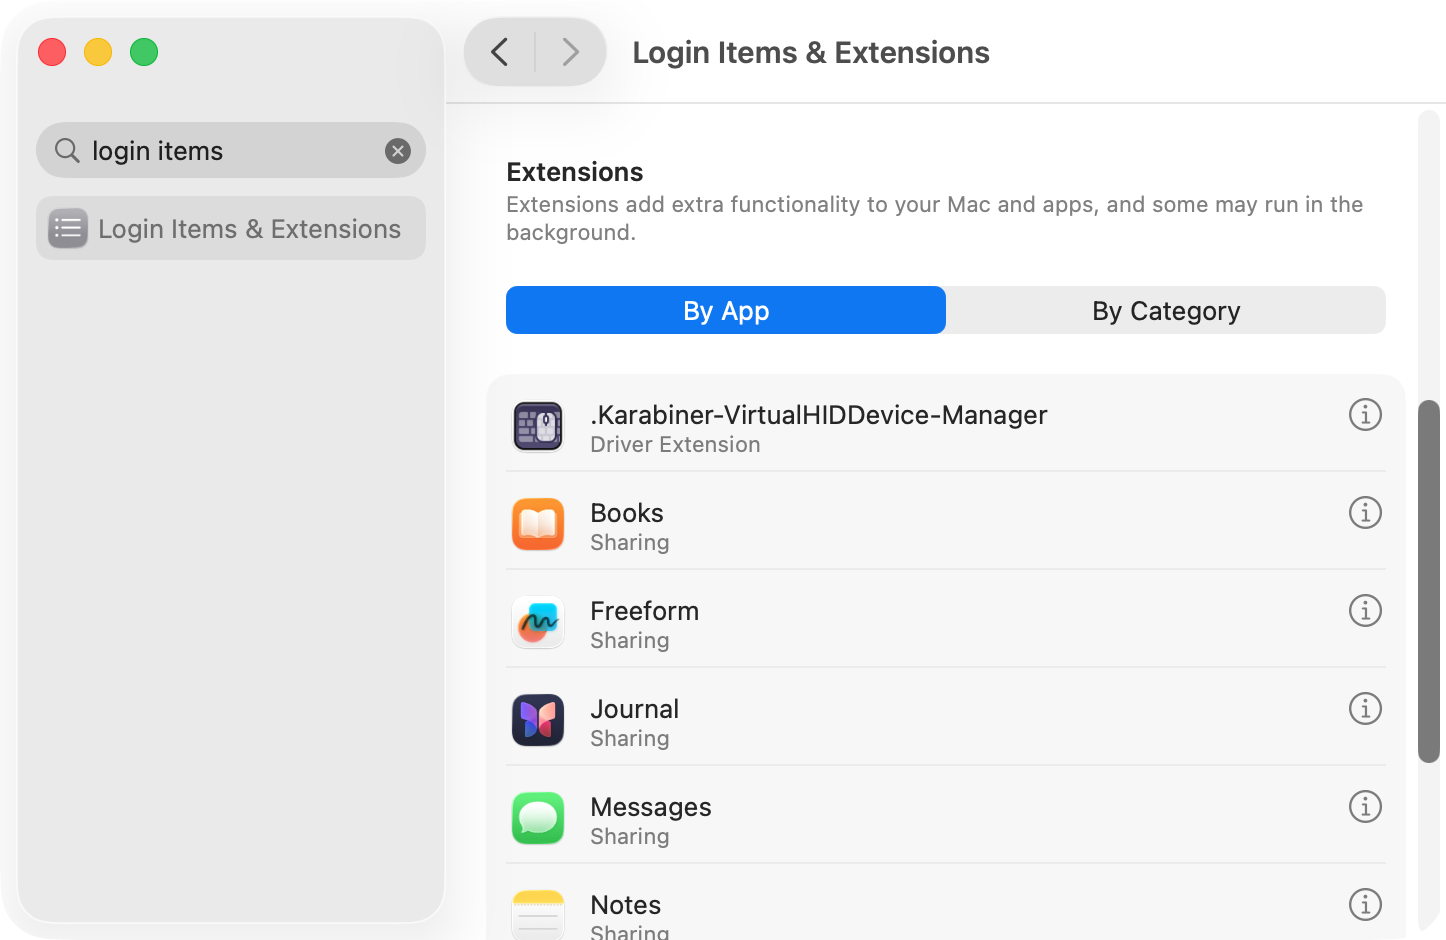 Login Items & Extensions
login items
Login Items & Extensions
Extensions
Extensions add extra functionality to your Mac and apps, and some may run in the
background.
By App
By Category
.Karabiner-VirtualHIDDevice-Manager
Driver Extension
Books
Sharing
Freeform
Sharing
Journal
Sharing
Messages
Sharing
Notes
Sharing